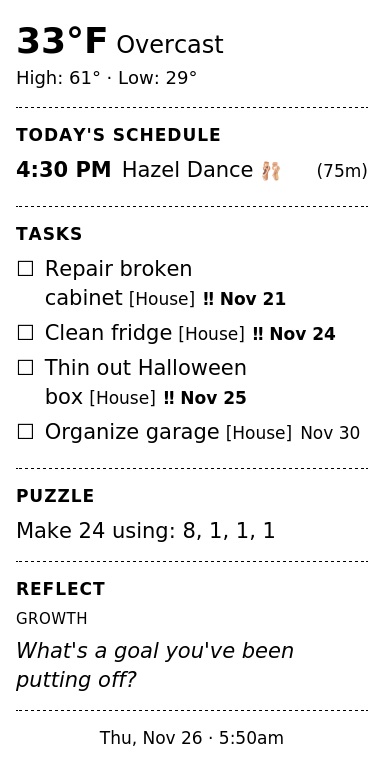 33°F Overcast
High: 61° · Low: 29°
TODAY'S SCHEDULE
4:30 PM Hazel Dance 🩰 (75m)
TASKS
☐ Repair broken
cabinet [House] ‼ Nov 21
☐ Clean fridge [House] ‼ Nov 24
☐ Thin out Halloween
box [House] ‼ Nov 25
☐ Organize garage [House] Nov 30
PUZZLE
Make 24 using: 8, 1, 1, 1
REFLECT
GROWTH
What's a goal you've been
putting off?
Thu, Nov 26 · 5:50am